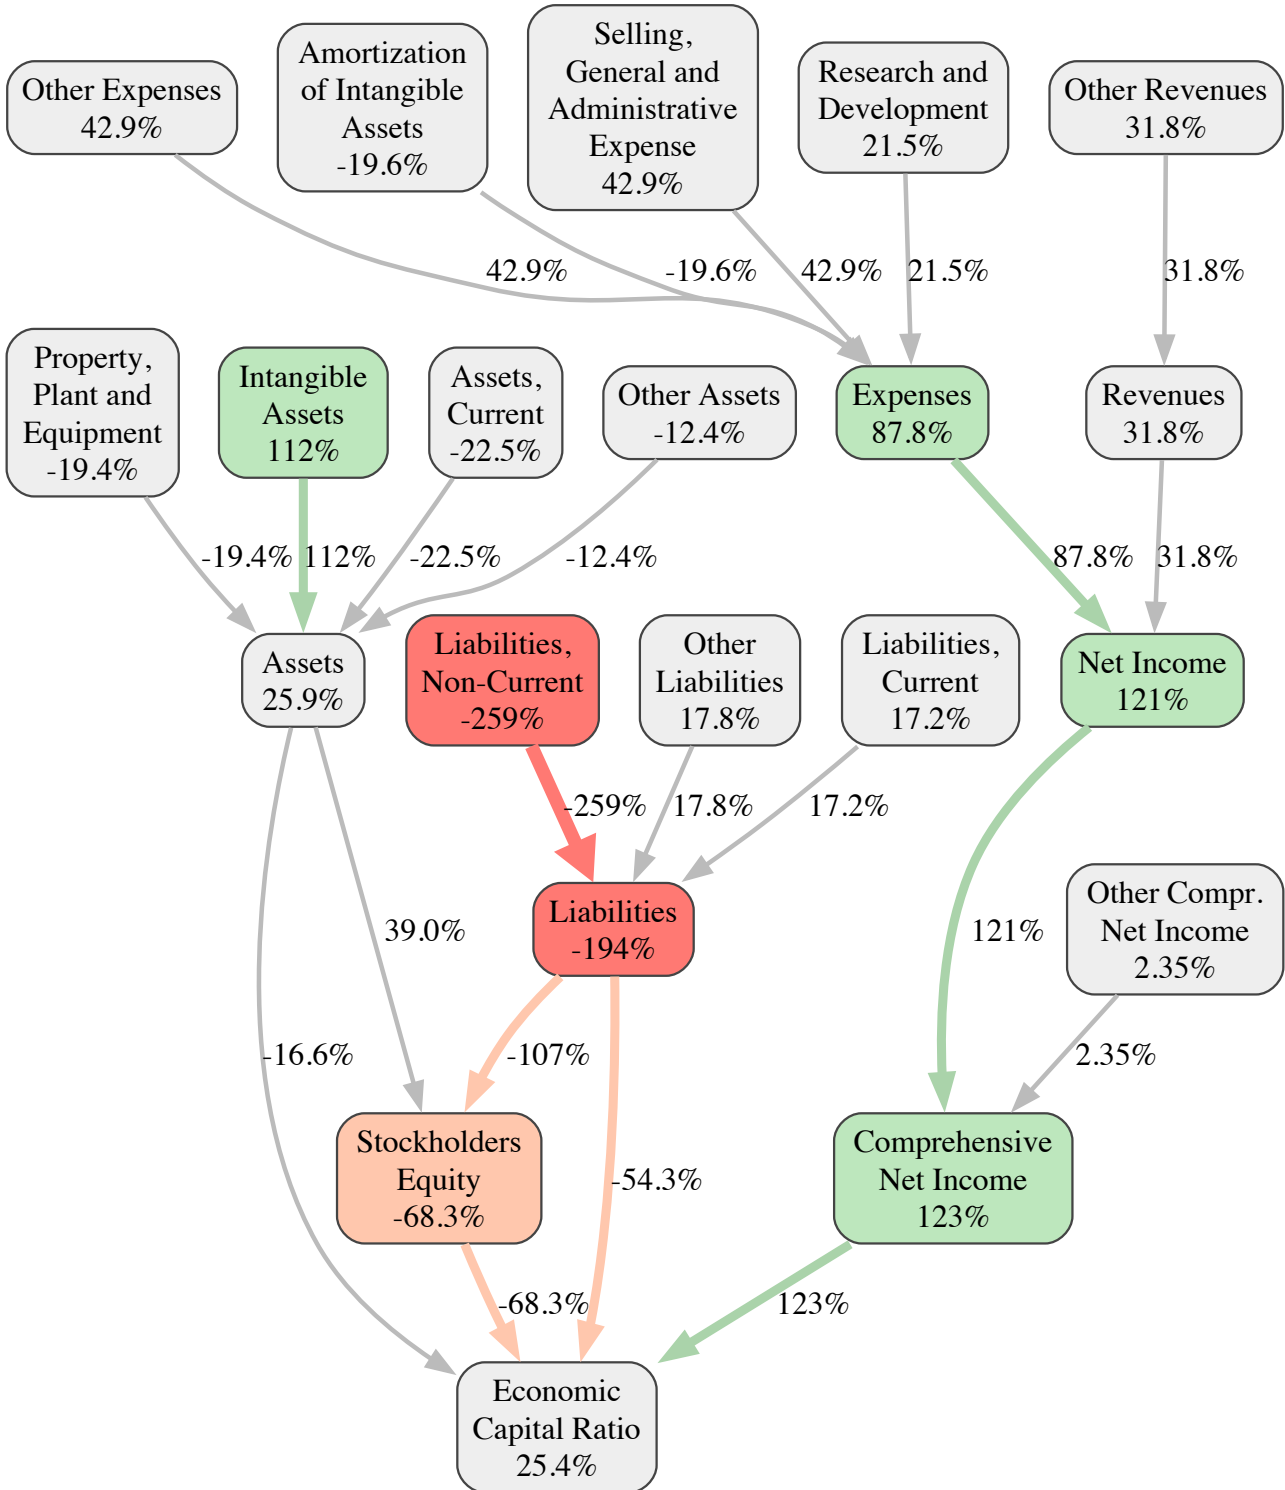 Other Expenses
42.9%
Amortization
of Intangible
Assets
-19.6%
Selling,
General and
Administrative
Expense
42.9%
Research and
Development
21.5%
Other Revenues
31.8%
42.9%
-19.6%
42.9%
21.5%
31.8%
Property,
Plant and
Equipment
-19.4%
Intangible
Assets
112%
Assets,
Current
-22.5%
Other Assets
-12.4%
Expenses
87.8%
Revenues
31.8%
-19.4%
112%
-22.5%
-12.4%
87.8%
31.8%
Assets
25.9%
Liabilities,
Non-Current
-259%
Other
Liabilities
17.8%
Liabilities,
Current
17.2%
Net Income
121%
-259%
17.8%
17.2%
Liabilities
-194%
39.0%
121%
Other Compr.
Net Income
2.35%
-16.6%
-107%
2.35%
Stockholders
Equity
-68.3%
-54.3%
Comprehensive
Net Income
123%
-68.3%
123%
Economic
Capital Ratio
25.4%